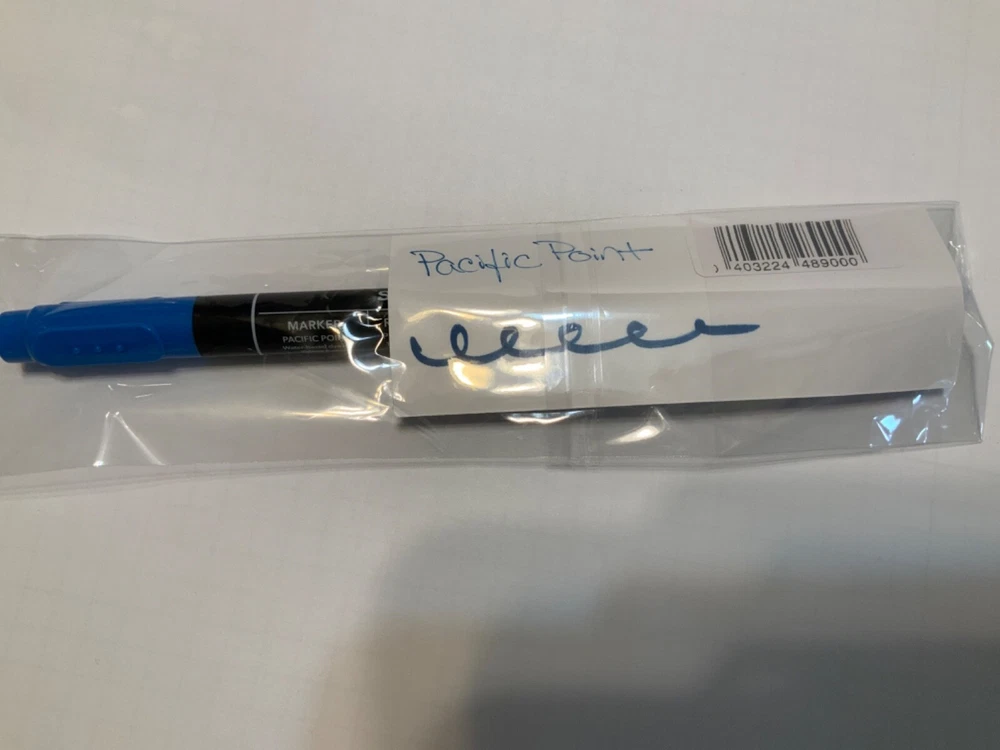 Pacific Point
403224 489000
MARKER
PACIFIC POI